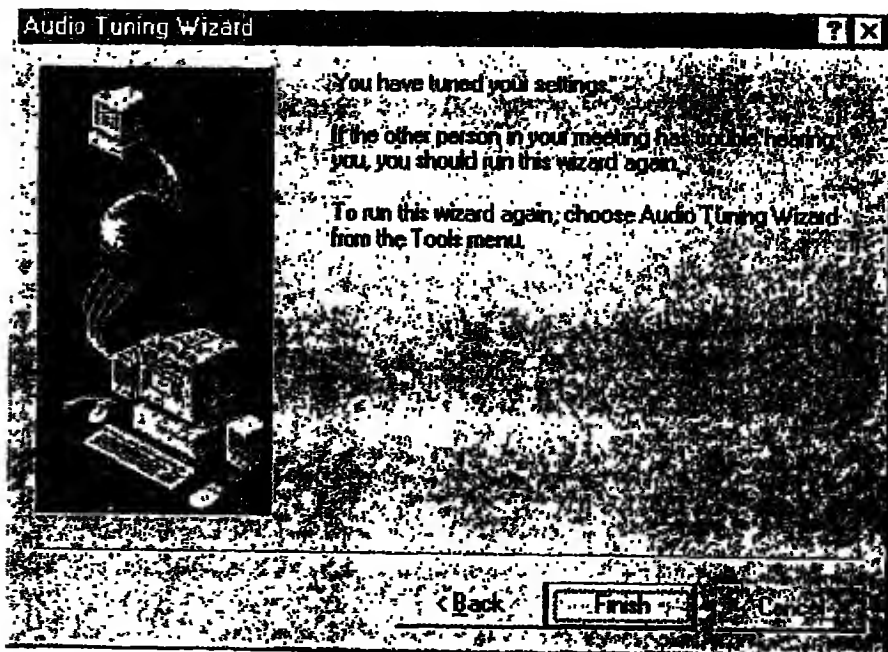 Audio Tuning Wizard
You have tuned your settings.
If the other person in your meeting has trouble hearing
you, you should run this wizard again.
To run this wizard again, choose Audio Tuning Wizard
from the Tools menu.
< Back
Finish
Cancel